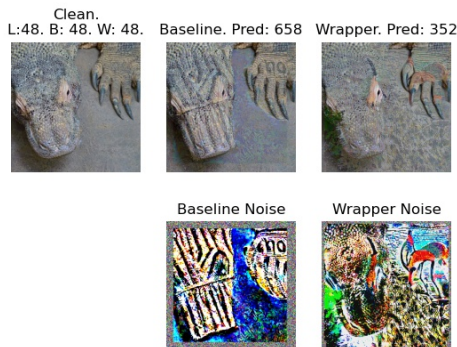 Clean.
L:48. B: 48. W: 48.
Baseline. Pred: 658
Wrapper. Pred: 352
Baseline Noise
Wrapper Noise